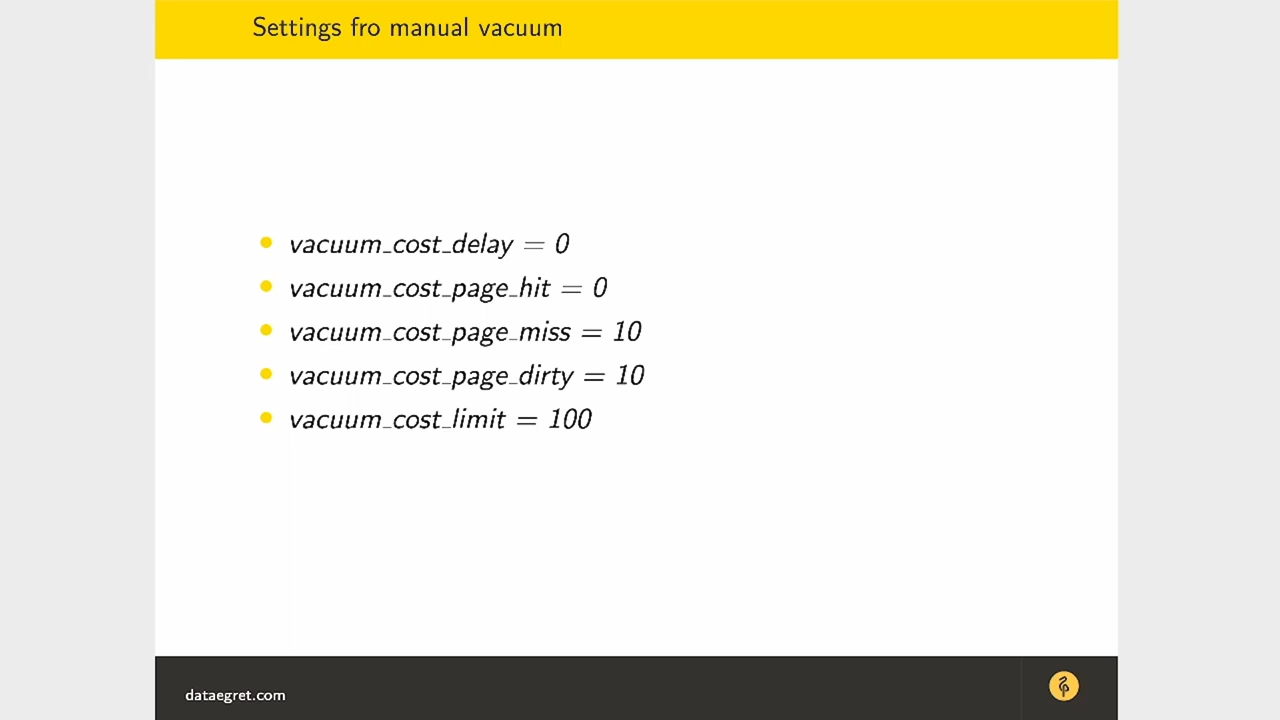 Settings fro manual vacuum
vacuum_cost_delay = 0
vacuum_cost_page_hit = 0
vacuum_cost_page_miss = 10
vacuum_cost_page_dirty = 10
vacuum_cost_limit = 100
dataegret.com